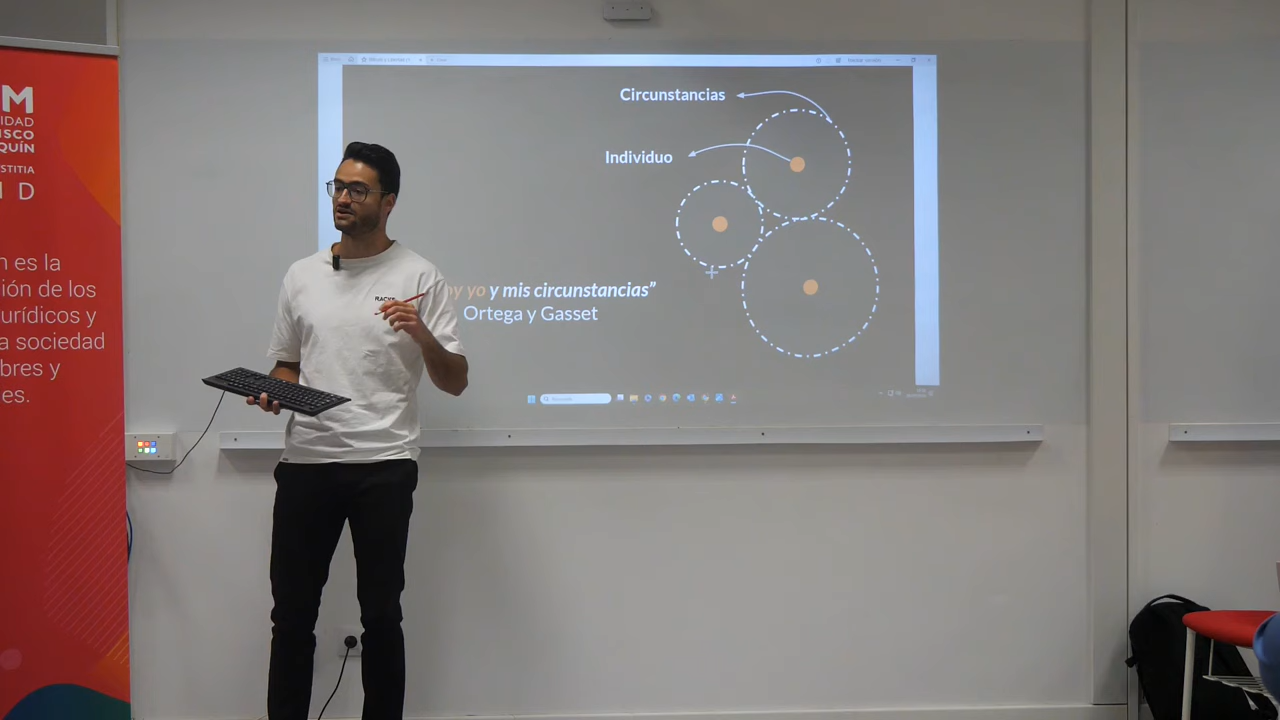 M
IDAD
ISCO
QUÍN
STITIA
N D
n es la
ión de los
urídicos y
a sociedad
bres y
es.
Circunstancias
Individuo
oy yo y mis circunstancias”
Ortega y Gasset